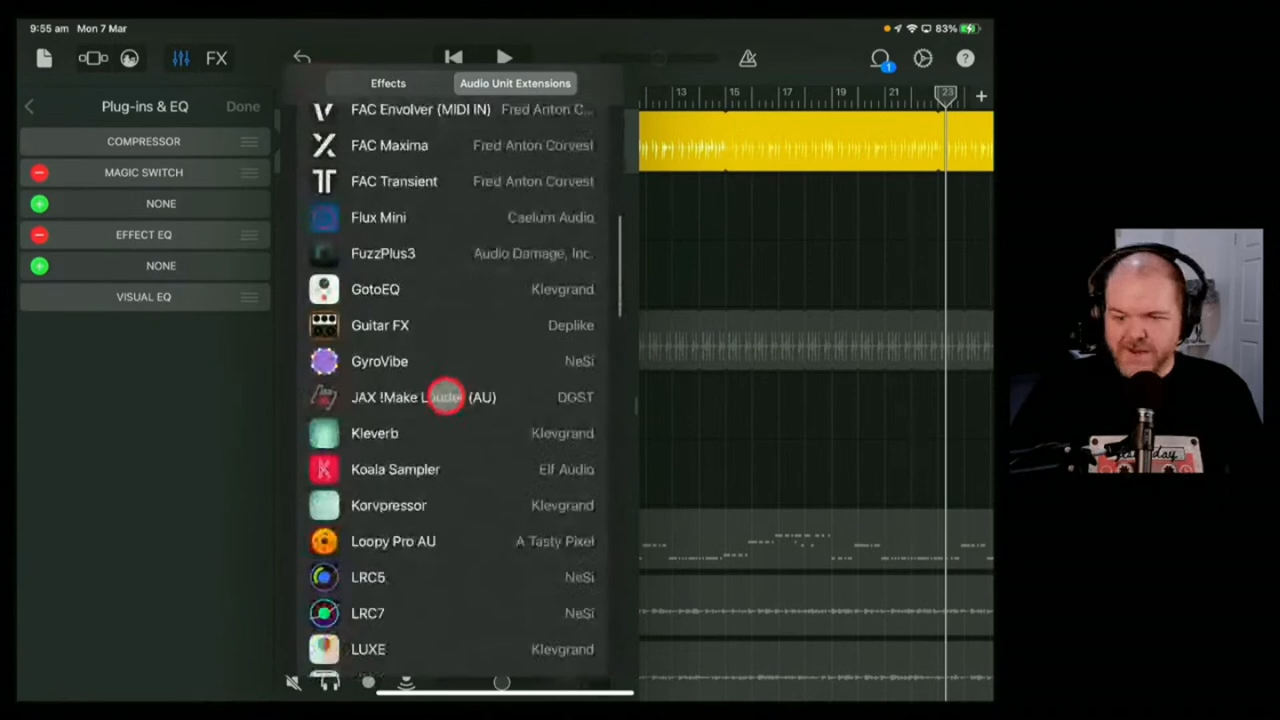 9:55 am Mon 7 Mar
83%
FX
1
?
Effects
Audio Unit Extensions
Plug-ins & EQ
Done
13 15 17 19 21 23
COMPRESSOR
MAGIC SWITCH
NONE
EFFECT EQ
NONE
VISUAL EQ
FAC Envolver (MIDI IN) Fred Anton C...
FAC Maxima Fred Anton Corvest
FAC Transient Fred Anton Corvest
Flux Mini Caelum Audio
FuzzPlus3 Audio Damage, Inc.
GotoEQ Klevgrand
Guitar FX Deplike
GyroVibe NeSi
JAX !Make Louder (AU) DGST
Kleverb Klevgrand
Koala Sampler Elf Audio
Korvpressor Klevgrand
Loopy Pro AU A Tasty Pixel
LRC5 NeSi
LRC7 NeSi
LUXE Klevgrand